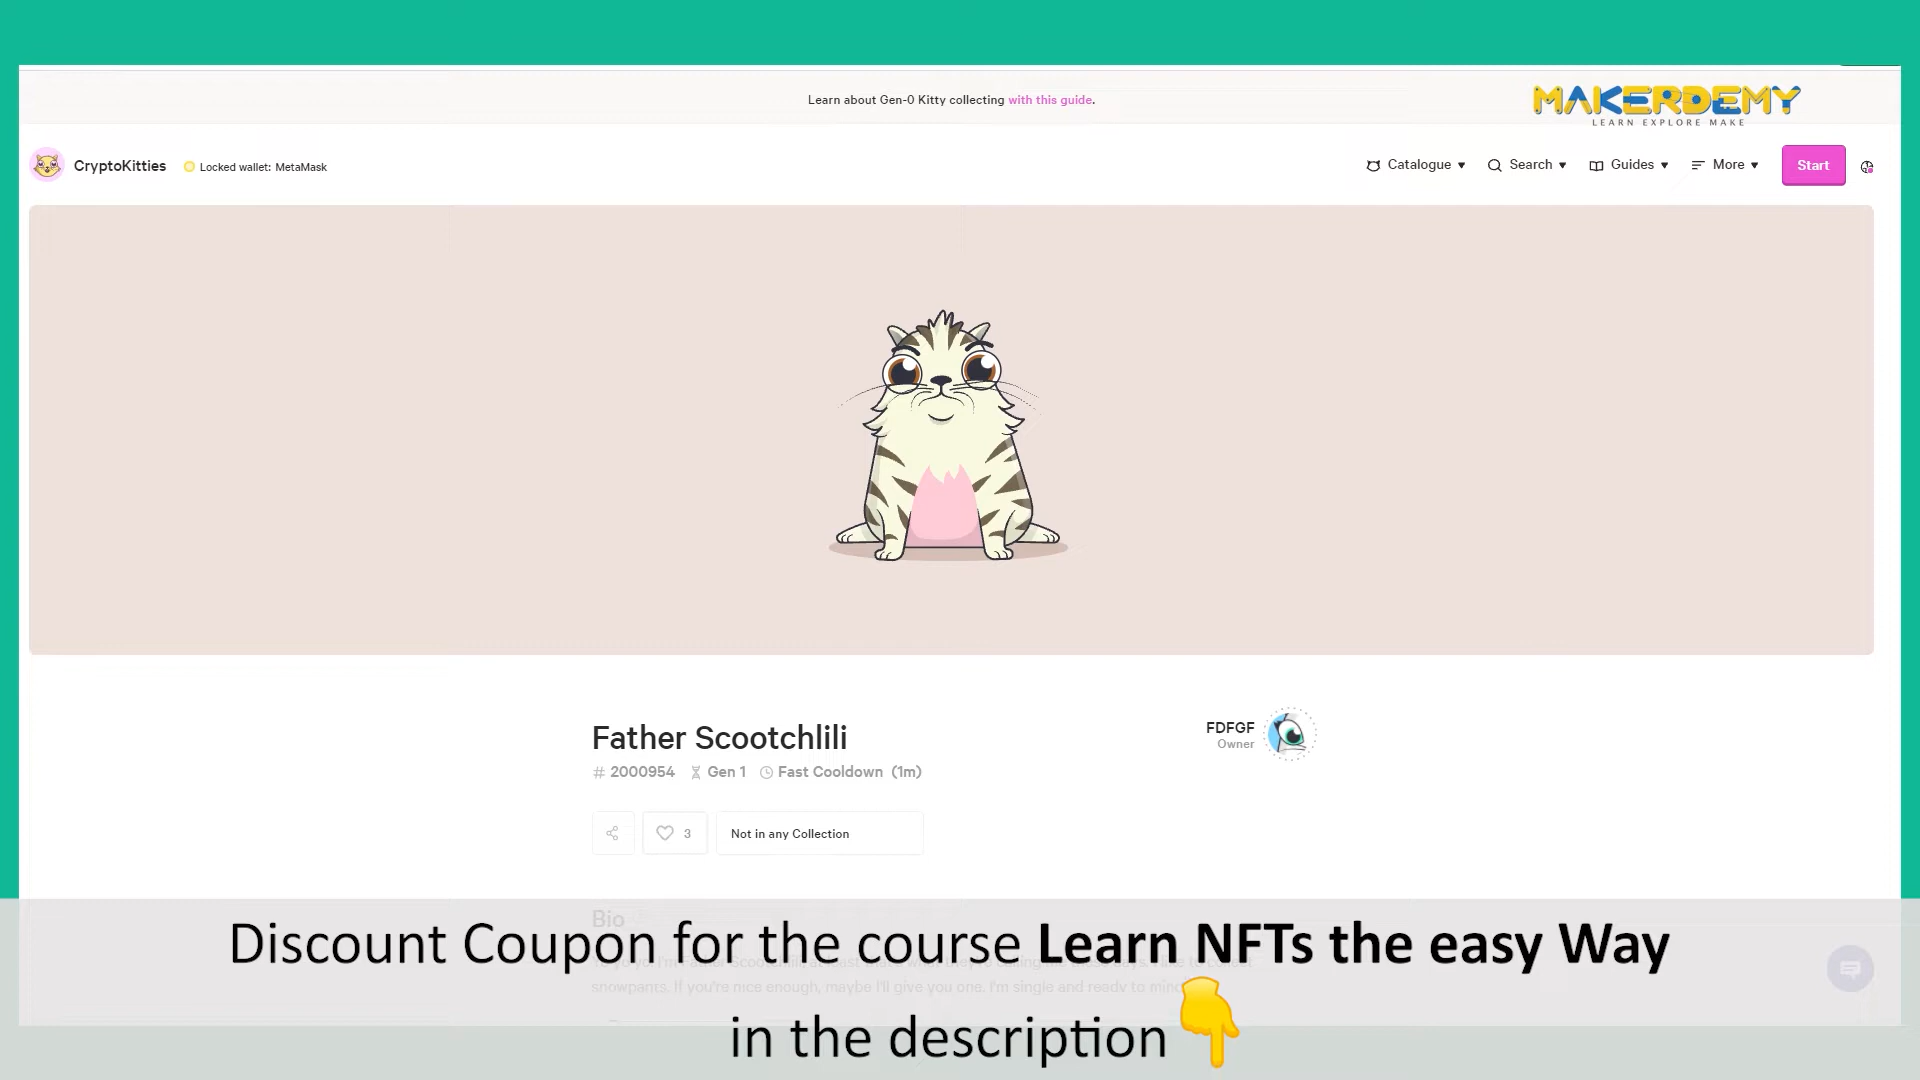 Learn about Gen-0 Kitty collecting with this guide.
MAKERDEMY
LEARN EXPLORE MAKE
CryptoKitties
Locked wallet: MetaMask
Catalogue
Search
Guides
More
Start
Father Scootchlili
FDFGF
Owner
# 2000954 Gen 1 Fast Cooldown (1m)
3
Not in any Collection
Bio
Discount Coupon for the course Learn NFTs the easy Way
snowpants. If you're nice enough, maybe I'll give you one. I'm single and ready to
in the description